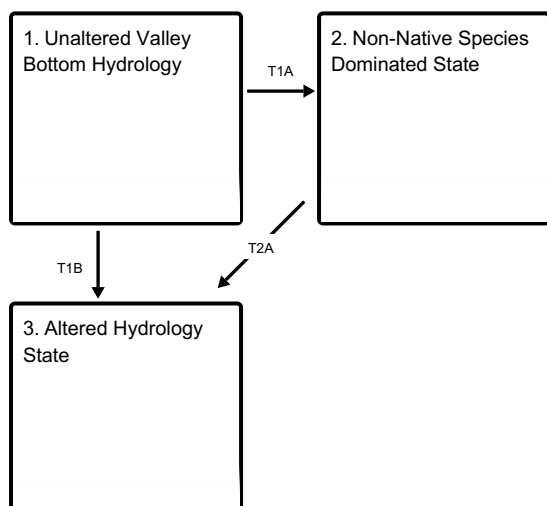 1. Unaltered Valley
Bottom Hydrology
T1A
2. Non-Native Species
Dominated State
T1B
T2A
3. Altered Hydrology
State